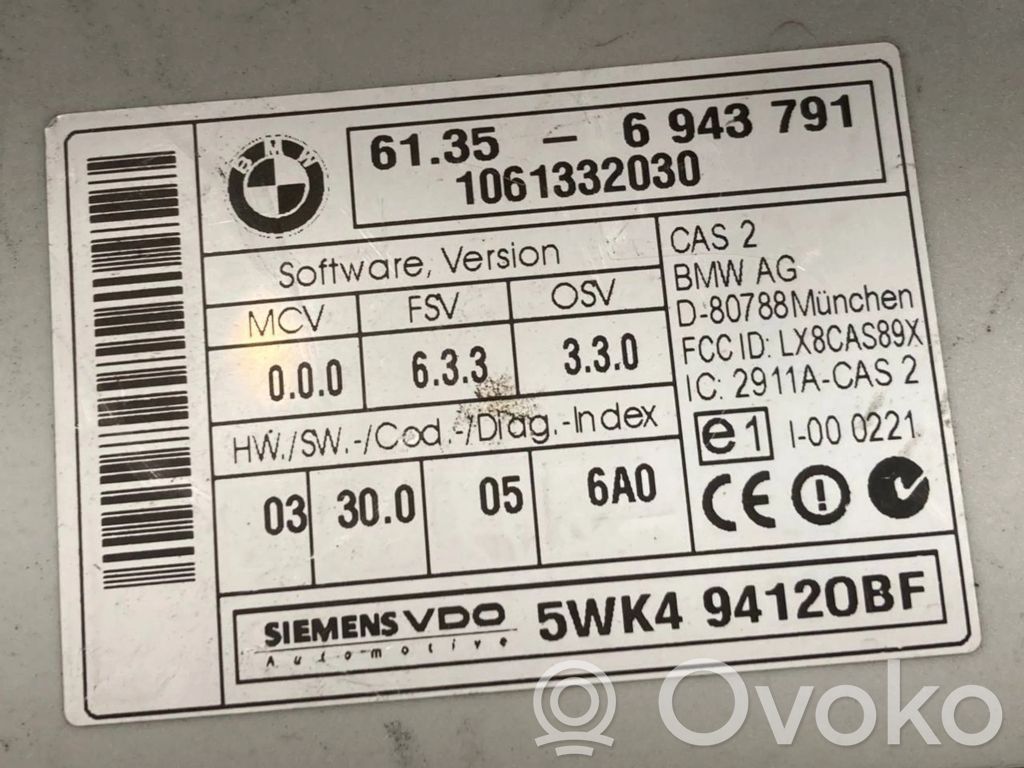 BMW
61.35 - 6 943 791
1061332030
Software, Version
MCV FSV OSV
0.0.0 6.3.3 3.3.0
HW./SW.-/Cod.-/Diag.-Index
03 30.0 05 6A0
CAS 2
BMW AG
D-80788 München
FCC ID: LX8CAS89X
IC: 2911A-CAS 2
e1 I-00 0221
CE
SIEMENS VDO
Automotive
5WK4 94120BF
Ovoko